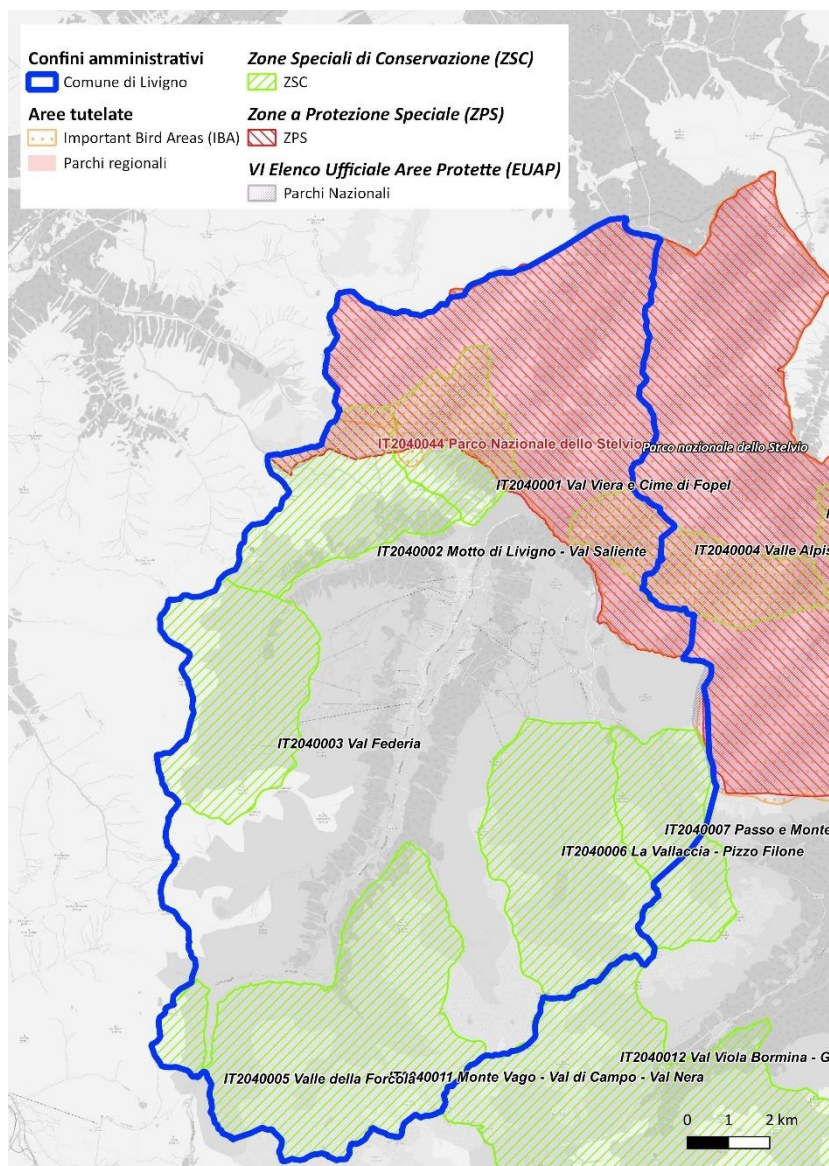 Confini amministrativi
Comune di Livigno
Aree tutelate
Important Bird Areas (IBA)
Parchi regionali
Zone Speciali di Conservazione (ZSC)
ZSC
Zone a Protezione Speciale (ZPS)
ZPS
VI Elenco Ufficiale Aree Protette (EUAP)
Parchi Nazionali
IT2040044 Parco Nazionale dello Stelvio
Parco nazionale dello Stelvio
IT2040001 Val Viera e Cime di Fopel
IT2040002 Motto di Livigno - Val Saliente
IT2040004 Valle Alpis
IT2040003 Val Federia
IT2040007 Passo e Monte
IT2040006 La Vallaccia - Pizzo Filone
IT2040012 Val Viola Bormina - G
IT2040005 Valle della Forcola
IT2040011 Monte Vago - Val di Campo - Val Nera
0 1 2 km